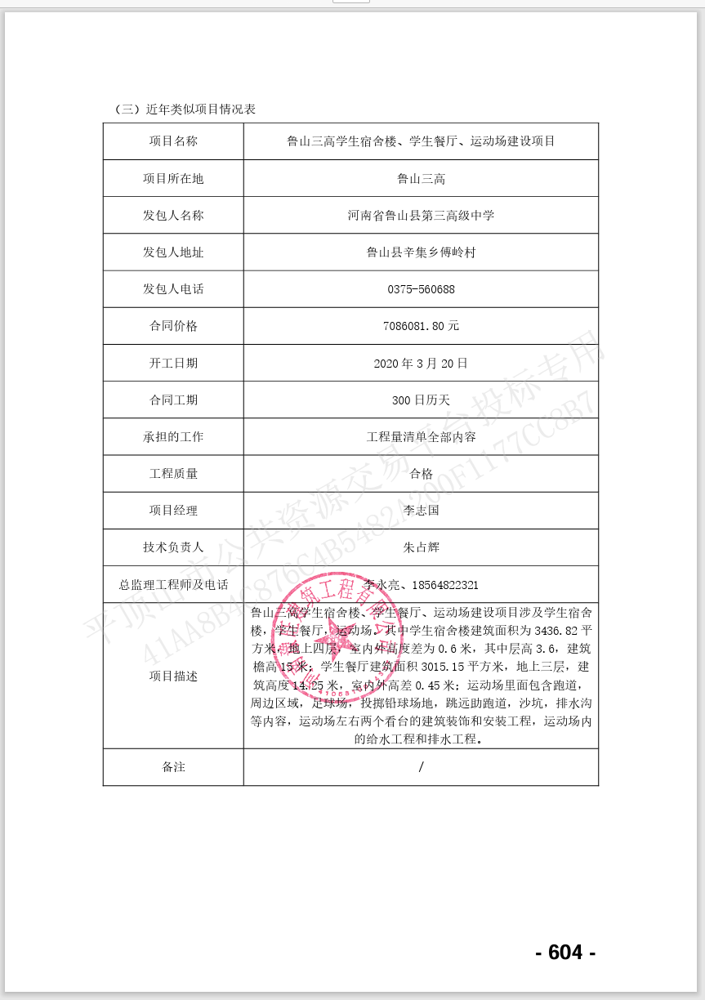 （三）近年类似项目情况表
项目名称 鲁山三高学生宿舍楼、学生餐厅、运动场建设项目
项目所在地 鲁山三高
发包人名称 河南省鲁山县第三高级中学
发包人地址 鲁山县辛集乡傅岭村
发包人电话 0375-560688
合同价格 7086081.80 元
开工日期 2020 年 3 月 20 日
合同工期 300 日历天
承担的工作 工程量清单全部内容
工程质量 合格
项目经理 李志国
技术负责人 朱占辉
总监理工程师及电话 李永亮、18564822321
项目描述
鲁山三高学生宿舍楼、学生餐厅、运动场建设项目涉及学生宿舍
楼，学生餐厅，运动场。其中学生宿舍楼建筑面积为 3436.82 平
方米，地上四层，室内外高度差为 0.6 米，其中层高 3.6，建筑
檐高 15 米；学生餐厅建筑面积 3015.15 平方米，地上三层，建
筑高度 14.25 米，室内外高差 0.45 米；运动场里面包含跑道，
周边区域，足球场，投掷铅球场地，跳远助跑道，沙坑，排水沟
等内容，运动场左右两个看台的建筑装饰和安装工程，运动场内
的给水工程和排水工程。
备注 /
平顶山市公共资源交易平台投标专用
41AA8B4C876C4B5482A200F1177CC8B7
建筑工程有限公司
- 604 -